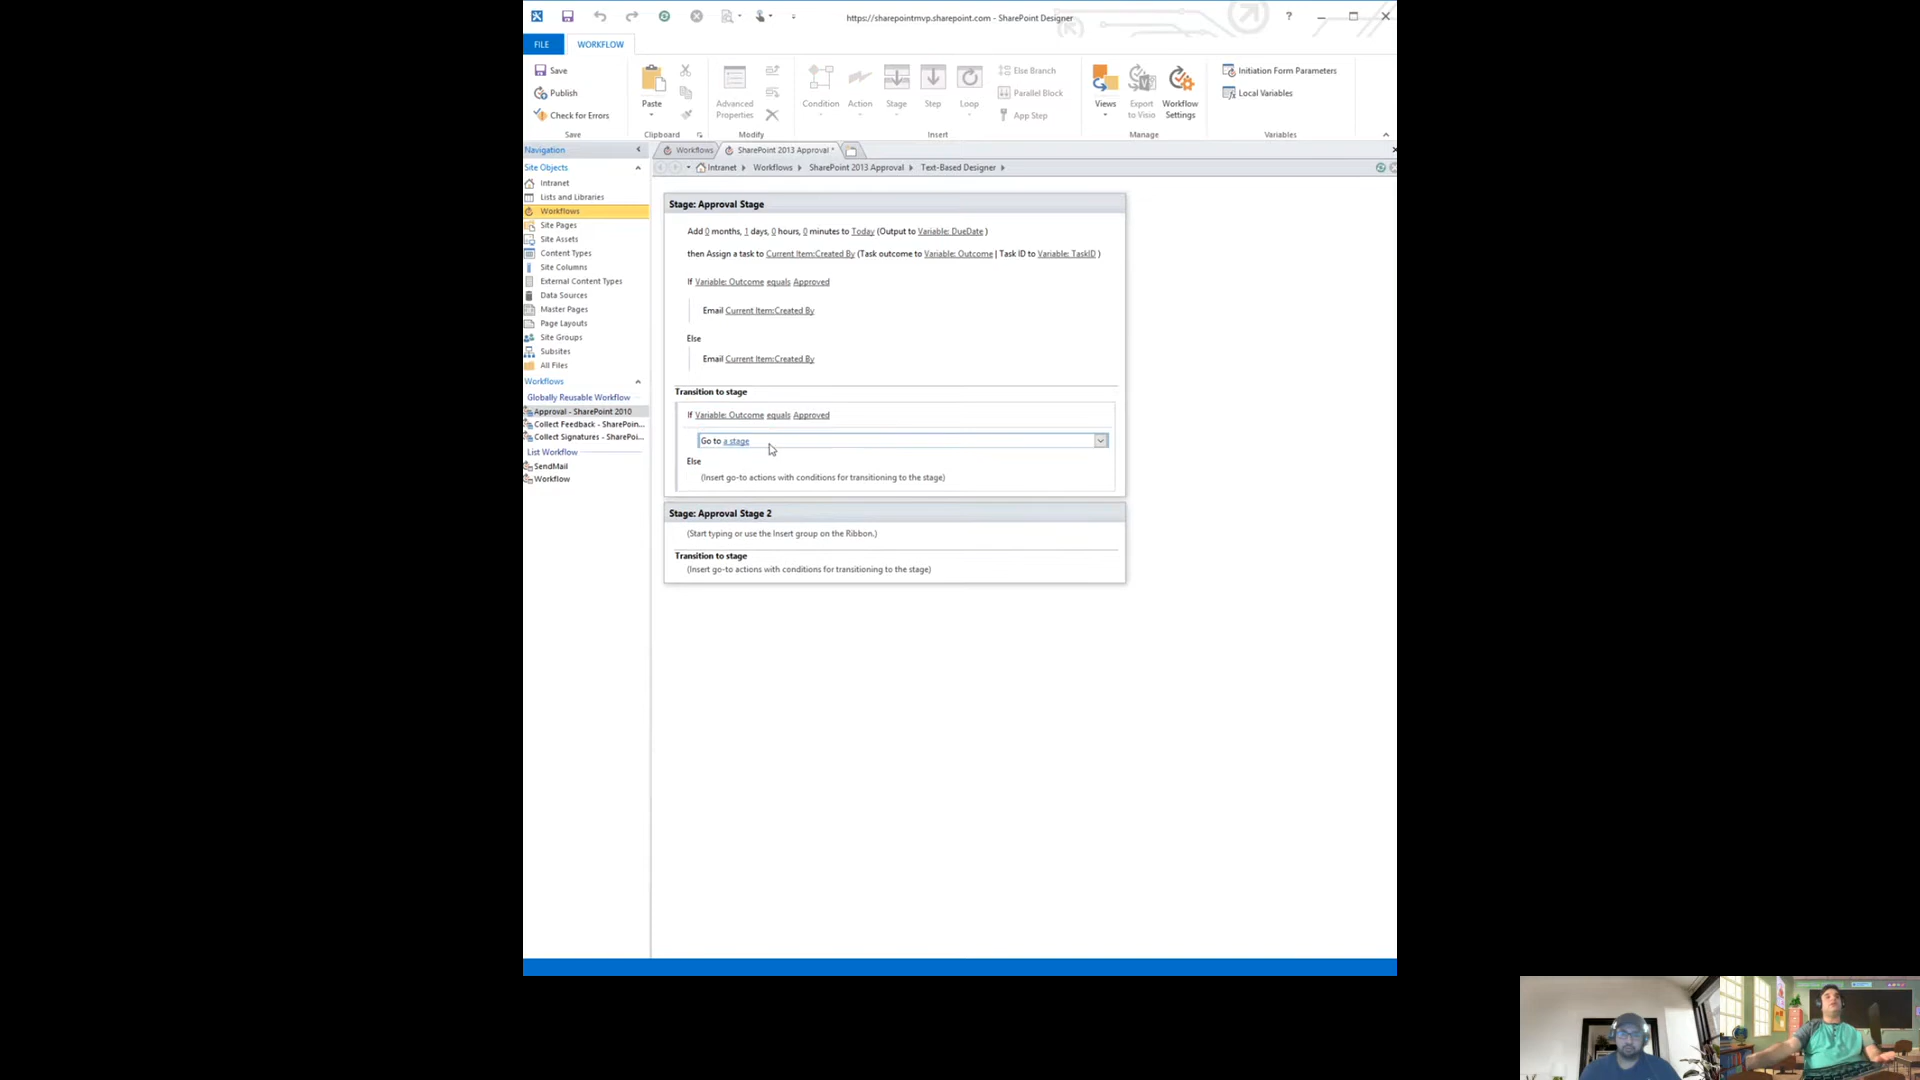 https://sharepointmvp.sharepoint.com - SharePoint Designer
FILE
WORKFLOW
Save
Publish
Check for Errors
Save
Paste
Clipboard
Advanced Properties
Modify
Condition
Action
Stage
Step
Loop
Else Branch
Parallel Block
App Step
Insert
Views
Export to Visio
Workflow Settings
Manage
Initiation Form Parameters
Local Variables
Variables
Navigation
Workflows
SharePoint 2013 Approval *
Intranet
Workflows
SharePoint 2013 Approval
Text-Based Designer
Site Objects
Intranet
Lists and Libraries
Workflows
Site Pages
Site Assets
Content Types
Site Columns
External Content Types
Data Sources
Master Pages
Page Layouts
Site Groups
Subsites
All Files
Workflows
Globally Reusable Workflow
Approval - SharePoint 2010
Collect Feedback - SharePoin...
Collect Signatures - SharePoi...
List Workflow
SendMail
Workflow
Stage: Approval Stage
Add 0 months, 1 days, 0 hours, 0 minutes to Today (Output to Variable: DueDate )
then Assign a task to Current Item:Created By (Task outcome to Variable: Outcome | Task ID to Variable: TaskID )
If Variable: Outcome equals Approved
Email Current Item:Created By
Else
Email Current Item:Created By
Transition to stage
If Variable: Outcome equals Approved
Go to a stage
Else
(Insert go-to actions with conditions for transitioning to the stage)
Stage: Approval Stage 2
(Start typing or use the Insert group on the Ribbon.)
Transition to stage
(Insert go-to actions with conditions for transitioning to the stage)